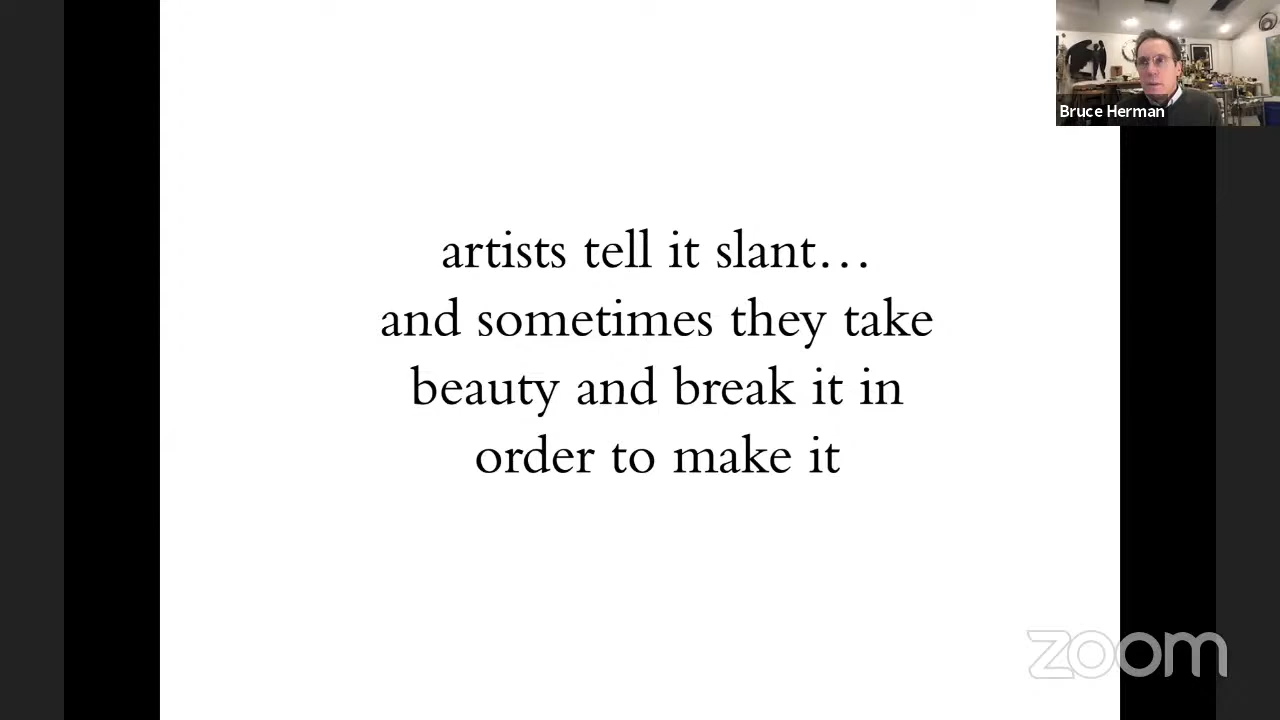 Bruce Herman
artists tell it slant…
and sometimes they take
beauty and break it in
order to make it
zoom